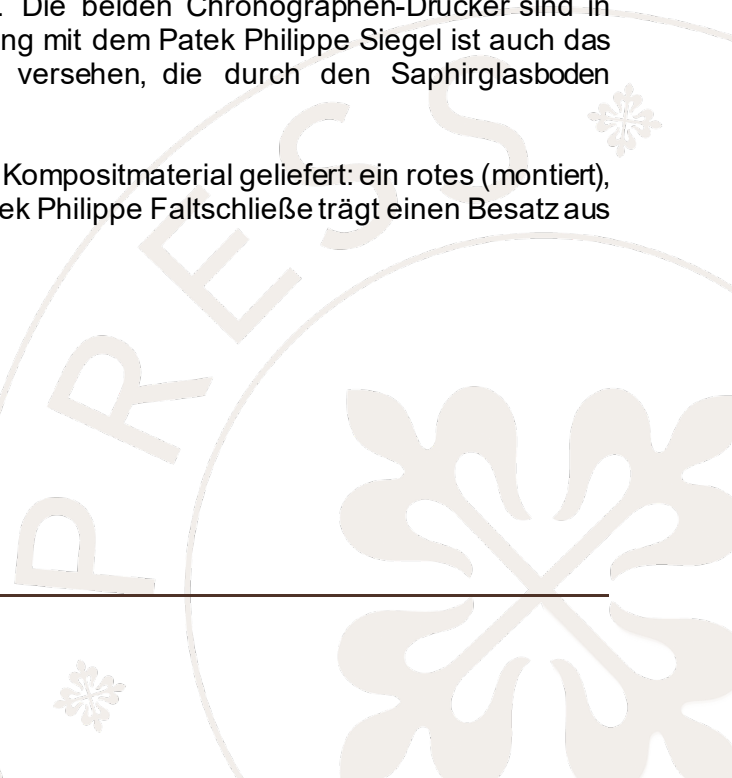 . Die beiden Chronographen-Drücker sind in
ng mit dem Patek Philippe Siegel ist auch das
versehen, die durch den Saphirglasboden
Kompositmaterial geliefert: ein rotes (montiert),
ek Philippe Faltschließe trägt einen Besatz aus
PRESS